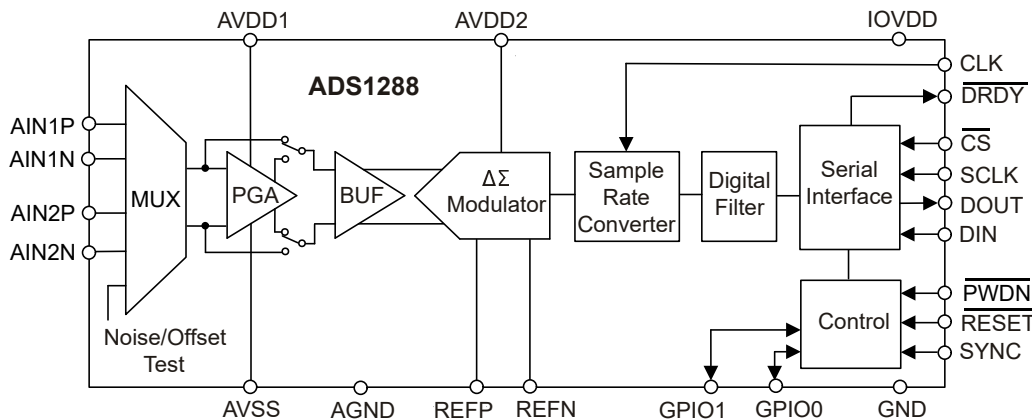 AVDD1
AVDD2
IOVDD
ADS1288
CLK
DRDY
AIN1P
AIN1N
AIN2P
AIN2N
MUX
PGA
BUF
ΔΣ
Modulator
Sample
Rate
Converter
Digital
Filter
Serial
Interface
CS
SCLK
DOUT
DIN
Control
PWDN
RESET
SYNC
Noise/Offset
Test
AVSS
AGND
REFP
REFN
GPIO1
GPIO0
GND